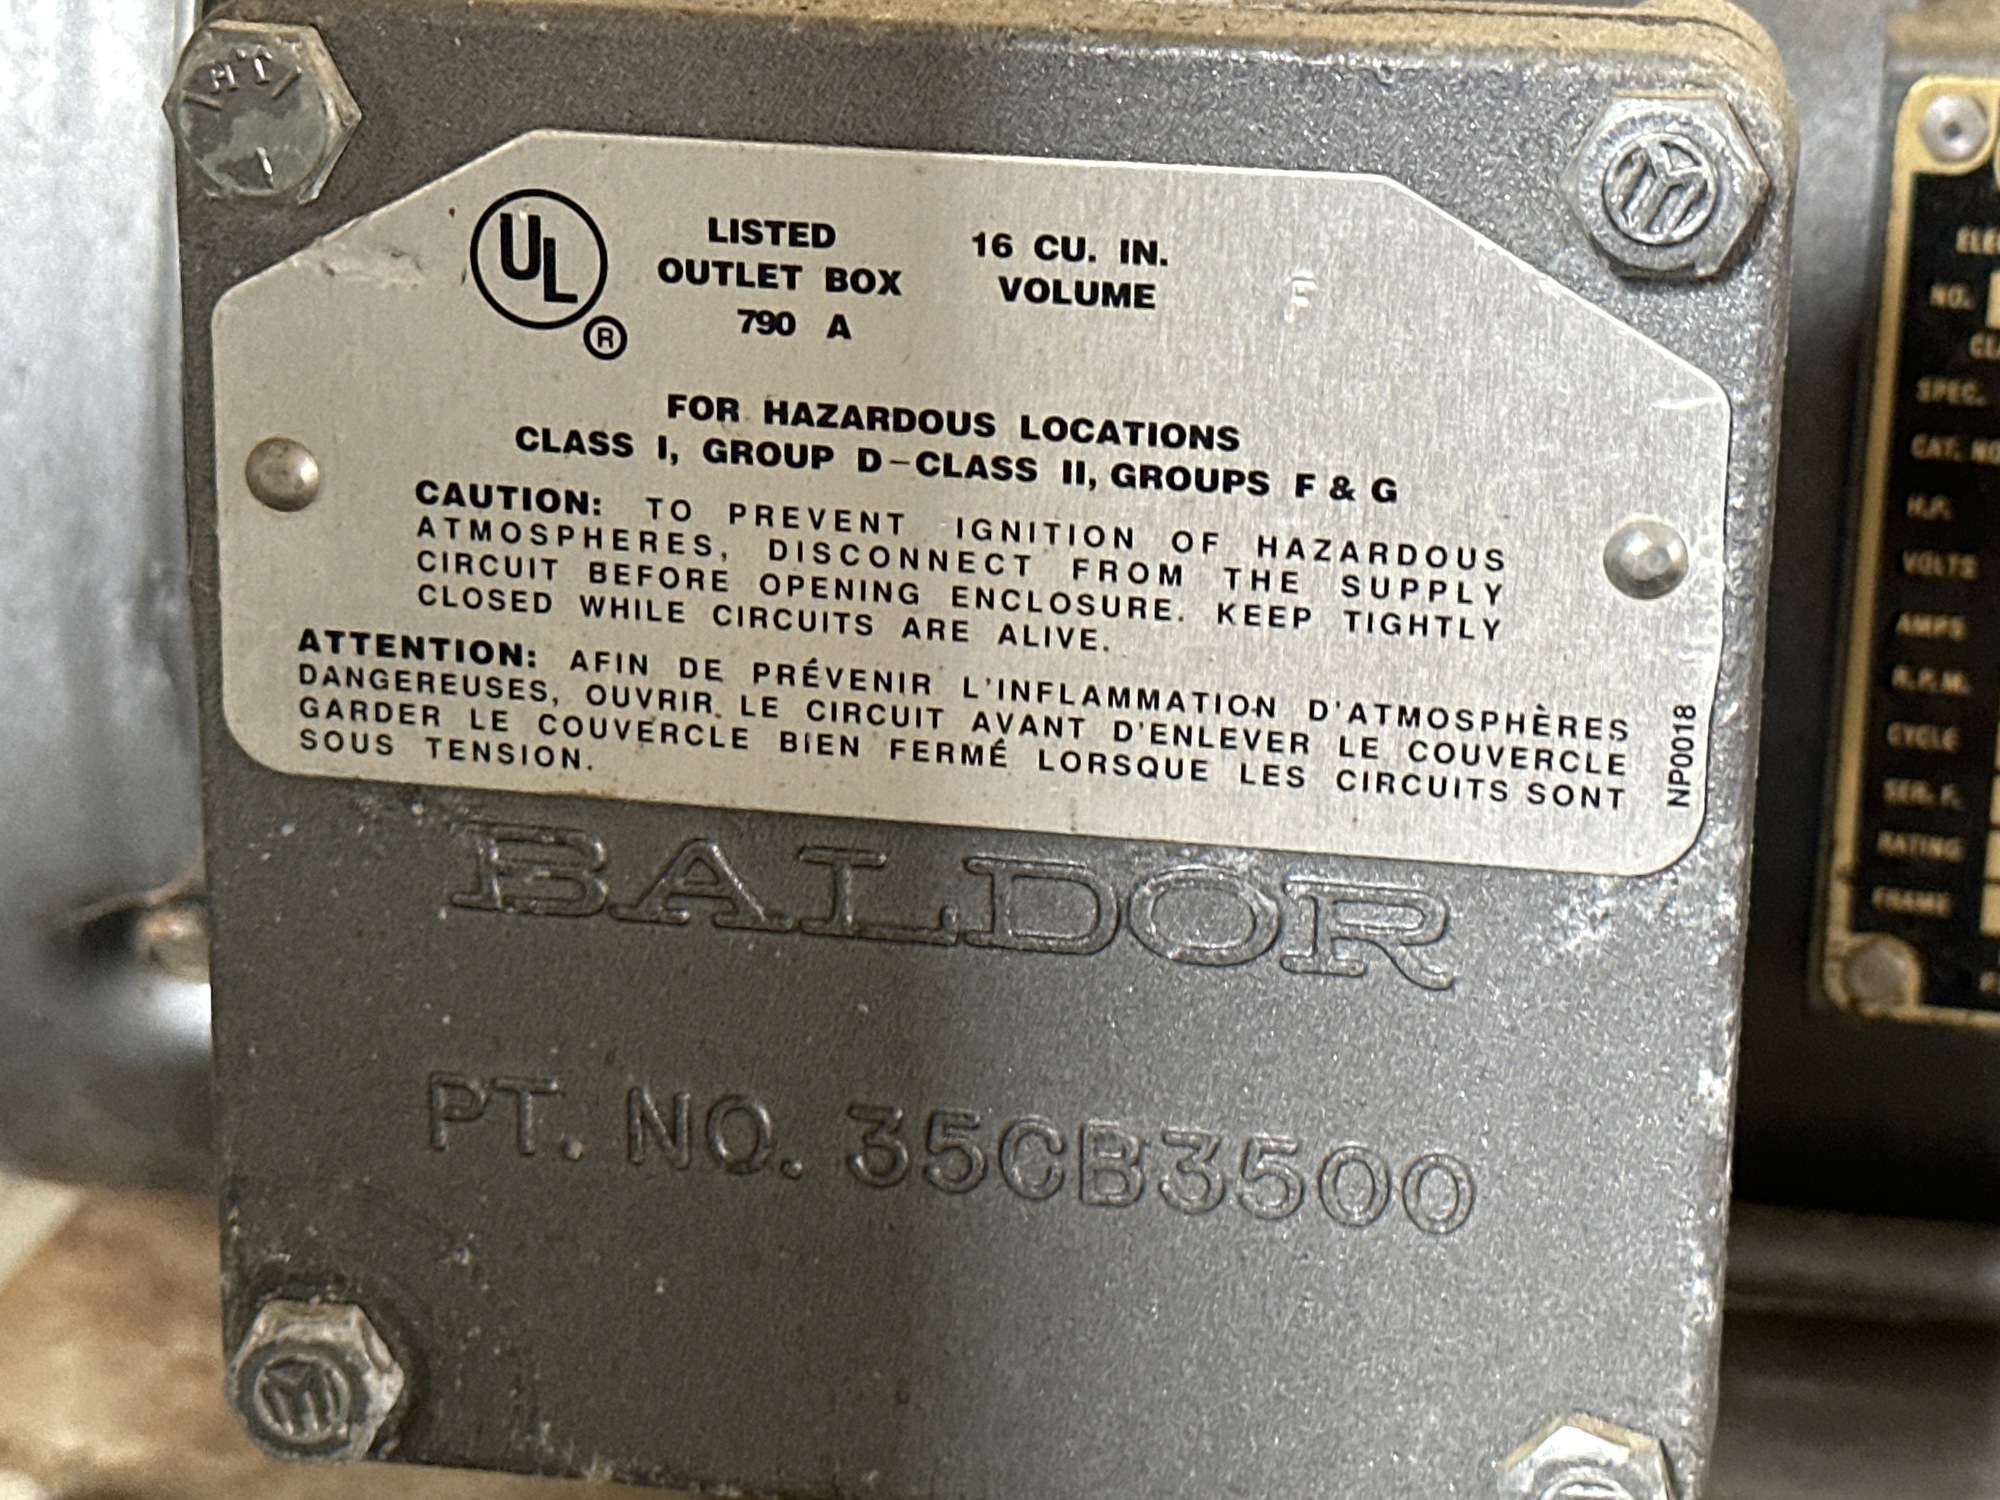 UL
®
LISTED
OUTLET BOX
790 A
16 CU. IN.
VOLUME
F
FOR HAZARDOUS LOCATIONS
CLASS I, GROUP D-CLASS II, GROUPS F & G
CAUTION: TO PREVENT IGNITION OF HAZARDOUS
ATMOSPHERES, DISCONNECT FROM THE SUPPLY
CIRCUIT BEFORE OPENING ENCLOSURE. KEEP TIGHTLY
CLOSED WHILE CIRCUITS ARE ALIVE.
ATTENTION: AFIN DE PRÉVENIR L'INFLAMMATION D'ATMOSPHÈRES
DANGEREUSES, OUVRIR LE CIRCUIT AVANT D'ENLEVER LE COUVERCLE
GARDER LE COUVERCLE BIEN FERMÉ LORSQUE LES CIRCUITS SONT
SOUS TENSION.
NP0018
BALDOR
PT. NO. 35CB3500
NO.
SPEC.
CAT. NO
H.P.
VOLTS
AMPS
R.P.M.
CYCLE
SER. F.
RATING
FRAME